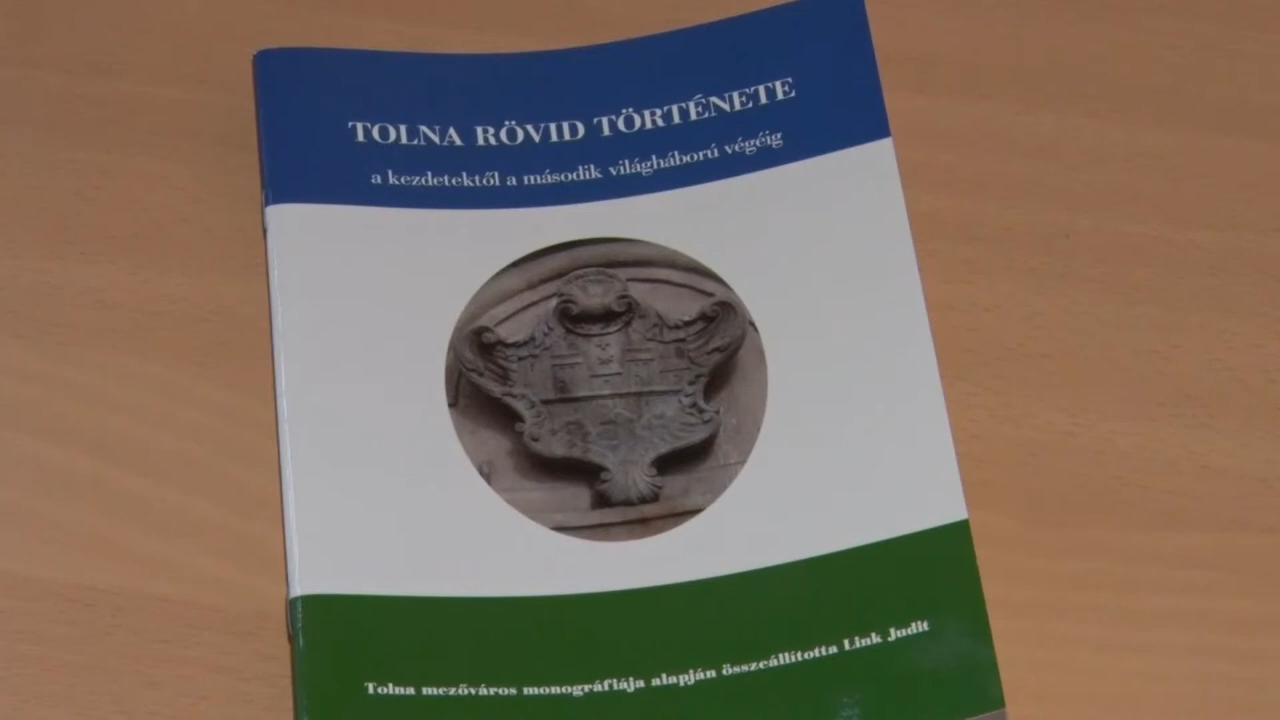 TOLNA RÖVID TÖRTÉNETE
a kezdetektől a második világháború végéig
Tolna mezőváros monográfiája alapján összeállította Link Judit